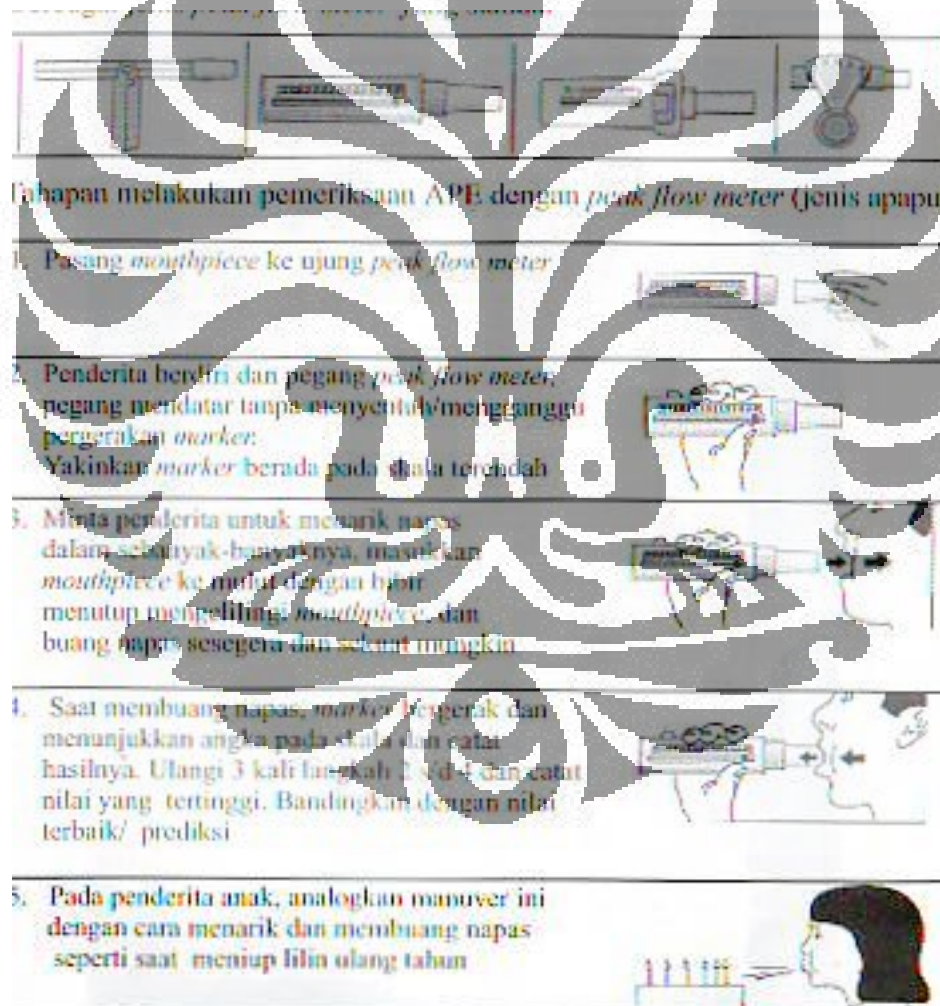 peak flow meter yang
Tahapan melakukan pemeriksaan APE dengan peak flow meter (jenis apapu
1. Pasang mouthpiece ke ujung peak flow meter
2. Penderita berdiri dan pegang peak flow meter,
pegang mendatar tanpa menyentuh/mengganggu
pergerakan marker.
Yakinkan marker berada pada skala terendah
3. Minta penderita untuk menarik napas
dalam sebanyak-banyaknya, masukkan
mouthpiece ke mulut dengan bibir
menutup mengelilingi mouthpiece, dan
buang napas sesegera dan sekuat mungkin
4. Saat membuang napas, marker bergerak dan
menunjukkan angka pada skala dan catat
hasilnya. Ulangi 3 kali langkah 2 s/d 4 dan catat
nilai yang tertinggi. Bandingkan dengan nilai
terbaik/ prediksi
5. Pada penderita anak, analogkan manuver ini
dengan cara menarik dan membuang napas
seperti saat meniup lilin ulang tahun